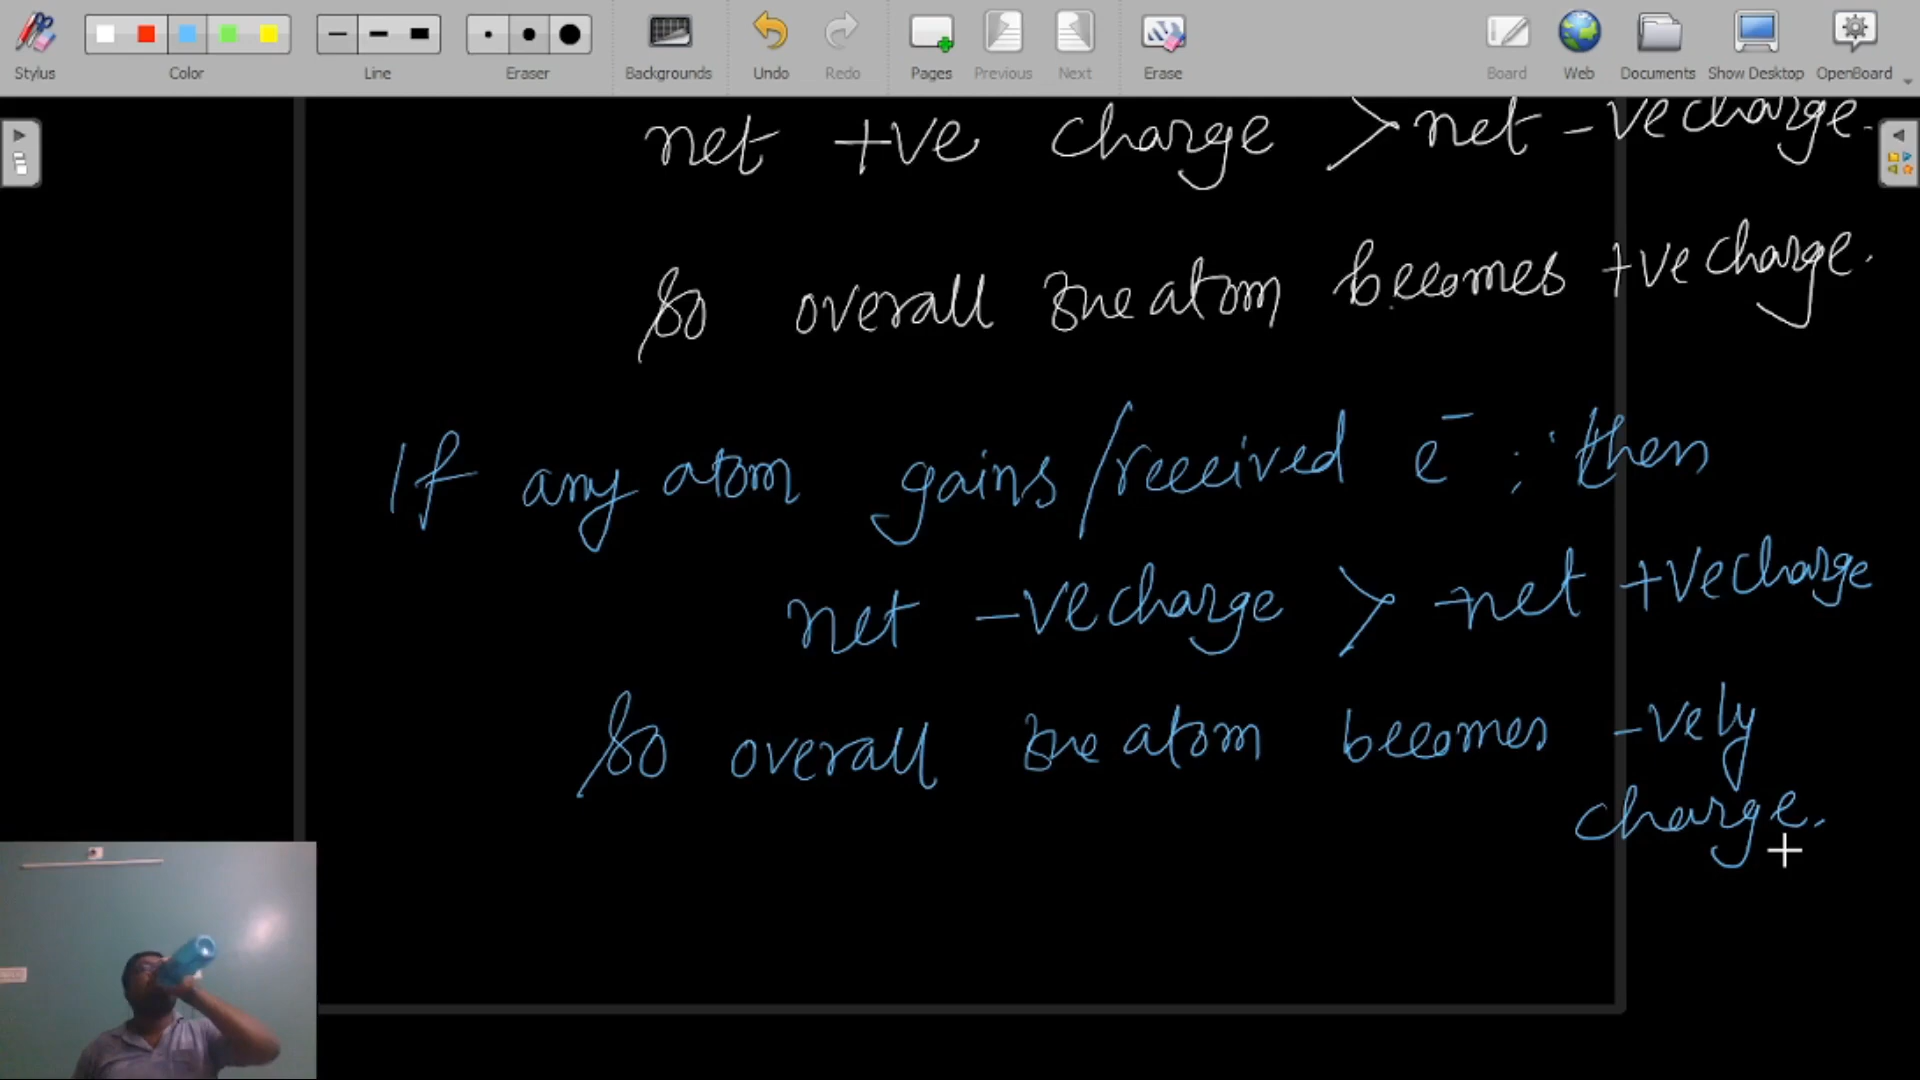 Stylus Color Line Eraser Backgrounds Undo Redo Pages Previous Next Erase Board Web Documents Show Desktop OpenBoard
net +ve charge > net -ve charge.
So overall the atom becomes +ve charge.
If any atom gains/received e⁻ ; then
net -ve charge > net +ve charge
So overall the atom becomes -vely
charge.